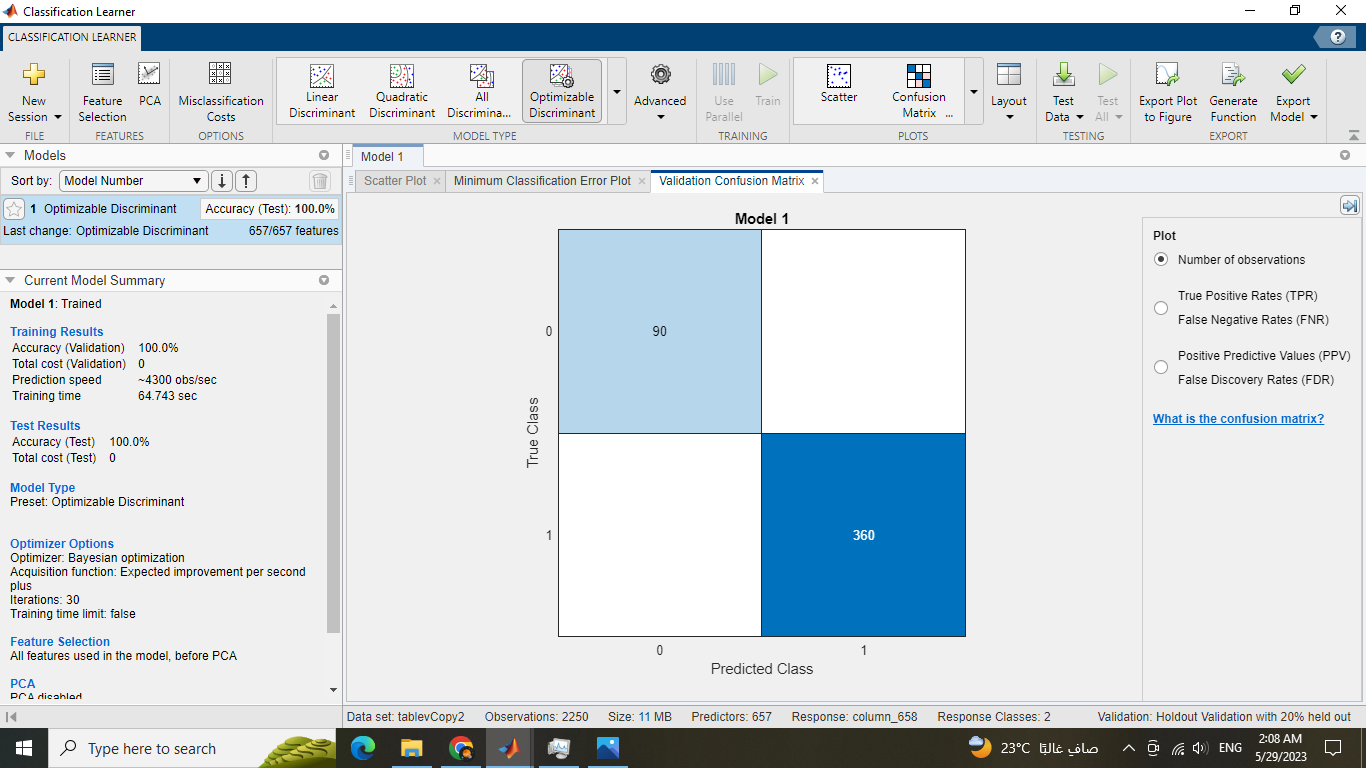 Classification Learner
CLASSIFICATION LEARNER
New Session
Feature Selection
PCA
Misclassification Costs
Linear Discriminant
Quadratic Discriminant
All Discrimina...
Optimizable Discriminant
Advanced
Use Parallel
Train
Scatter
Confusion Matrix ...
Layout
Test Data
Test All
Export Plot to Figure
Generate Function
Export Model
FILE
FEATURES
OPTIONS
MODEL TYPE
TRAINING
PLOTS
TESTING
EXPORT
Models
Sort by: Model Number
1 Optimizable Discriminant Accuracy (Test): 100.0%
Last change: Optimizable Discriminant 657/657 features
Current Model Summary
Model 1: Trained
Training Results
Accuracy (Validation) 100.0%
Total cost (Validation) 0
Prediction speed ~4300 obs/sec
Training time 64.743 sec
Test Results
Accuracy (Test) 100.0%
Total cost (Test) 0
Model Type
Preset: Optimizable Discriminant
Optimizer Options
Optimizer: Bayesian optimization
Acquisition function: Expected improvement per second
plus
Iterations: 30
Training time limit: false
Feature Selection
All features used in the model, before PCA
PCA
PCA disabled
Model 1
Scatter Plot
Minimum Classification Error Plot
Validation Confusion Matrix
Model 1
0
90
True Class
1
360
0 1
Predicted Class
Plot
Number of observations
True Positive Rates (TPR)
False Negative Rates (FNR)
Positive Predictive Values (PPV)
False Discovery Rates (FDR)
What is the confusion matrix?
Data set: tablevCopy2 Observations: 2250 Size: 11 MB Predictors: 657 Response: column_658 Response Classes: 2 Validation: Holdout Validation with 20% held out
Type here to search
23°C صافٍ غالبًا
ENG
2:08 AM
5/29/2023